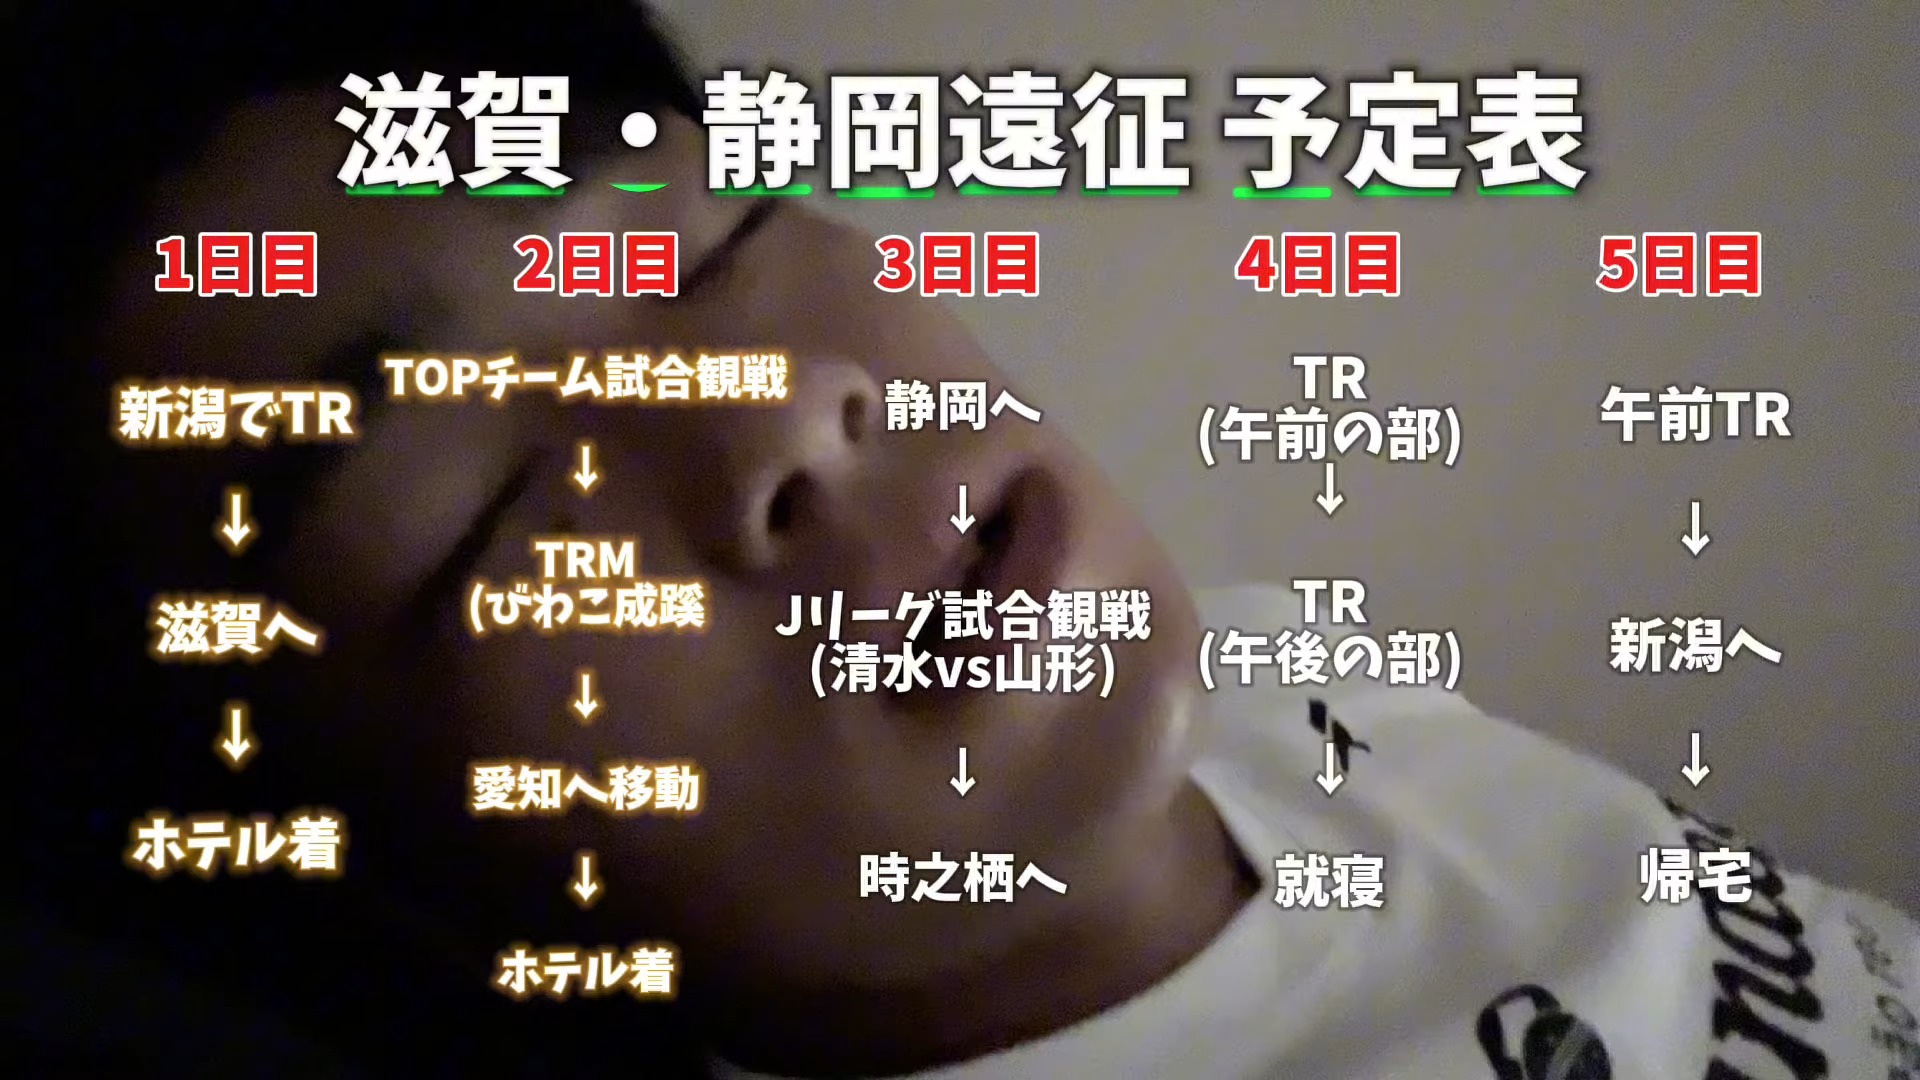 滋賀・静岡遠征 予定表
1日目
新潟でTR
↓
滋賀へ
↓
ホテル着
2日目
TOPチーム試合観戦
↓
TRM
(びわこ成蹊
↓
愛知へ移動
↓
ホテル着
3日目
静岡へ
↓
Jリーグ試合観戦
(清水vs山形)
↓
時之栖へ
4日目
TR
(午前の部)
↓
TR
(午後の部)
↓
就寝
5日目
午前TR
↓
新潟へ
↓
帰宅